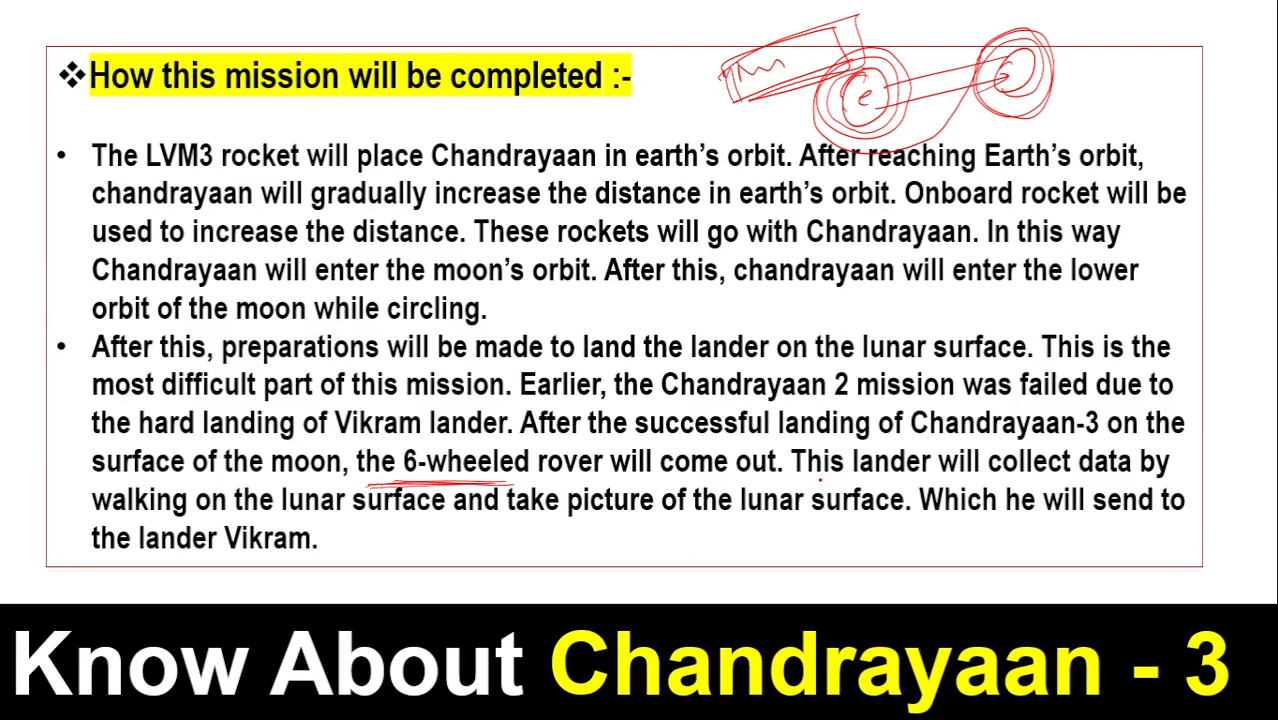 ❖How this mission will be completed :-
• The LVM3 rocket will place Chandrayaan in earth’s orbit. After reaching Earth’s orbit,
chandrayaan will gradually increase the distance in earth’s orbit. Onboard rocket will be
used to increase the distance. These rockets will go with Chandrayaan. In this way
Chandrayaan will enter the moon’s orbit. After this, chandrayaan will enter the lower
orbit of the moon while circling.
• After this, preparations will be made to land the lander on the lunar surface. This is the
most difficult part of this mission. Earlier, the Chandrayaan 2 mission was failed due to
the hard landing of Vikram lander. After the successful landing of Chandrayaan-3 on the
surface of the moon, the 6-wheeled rover will come out. This lander will collect data by
walking on the lunar surface and take picture of the lunar surface. Which he will send to
the lander Vikram.
Know About Chandrayaan - 3